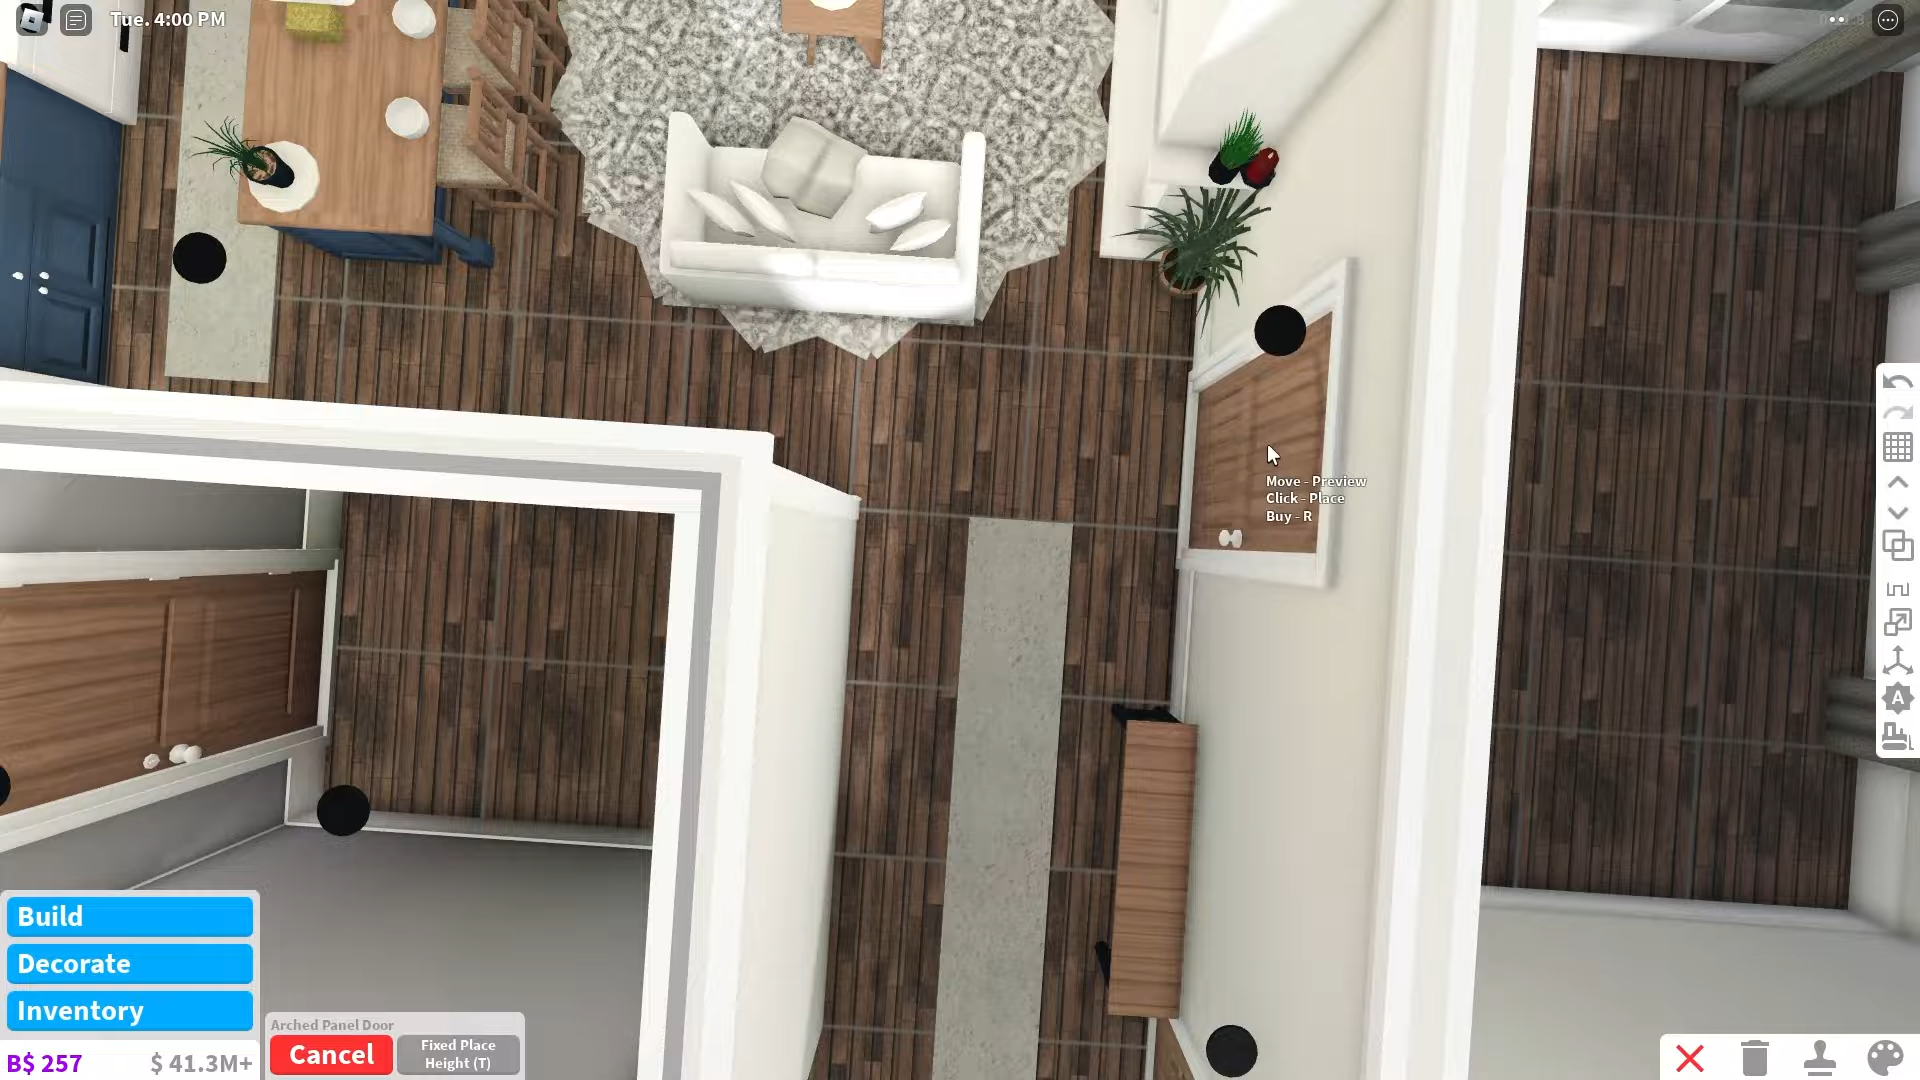 Tue. 4:00 PM
Move - Preview
Click - Place
Buy - R
A
Build
Decorate
Inventory
B$ 257
$ 41.3M+
Arched Panel Door
Cancel
Fixed Place
Height (T)